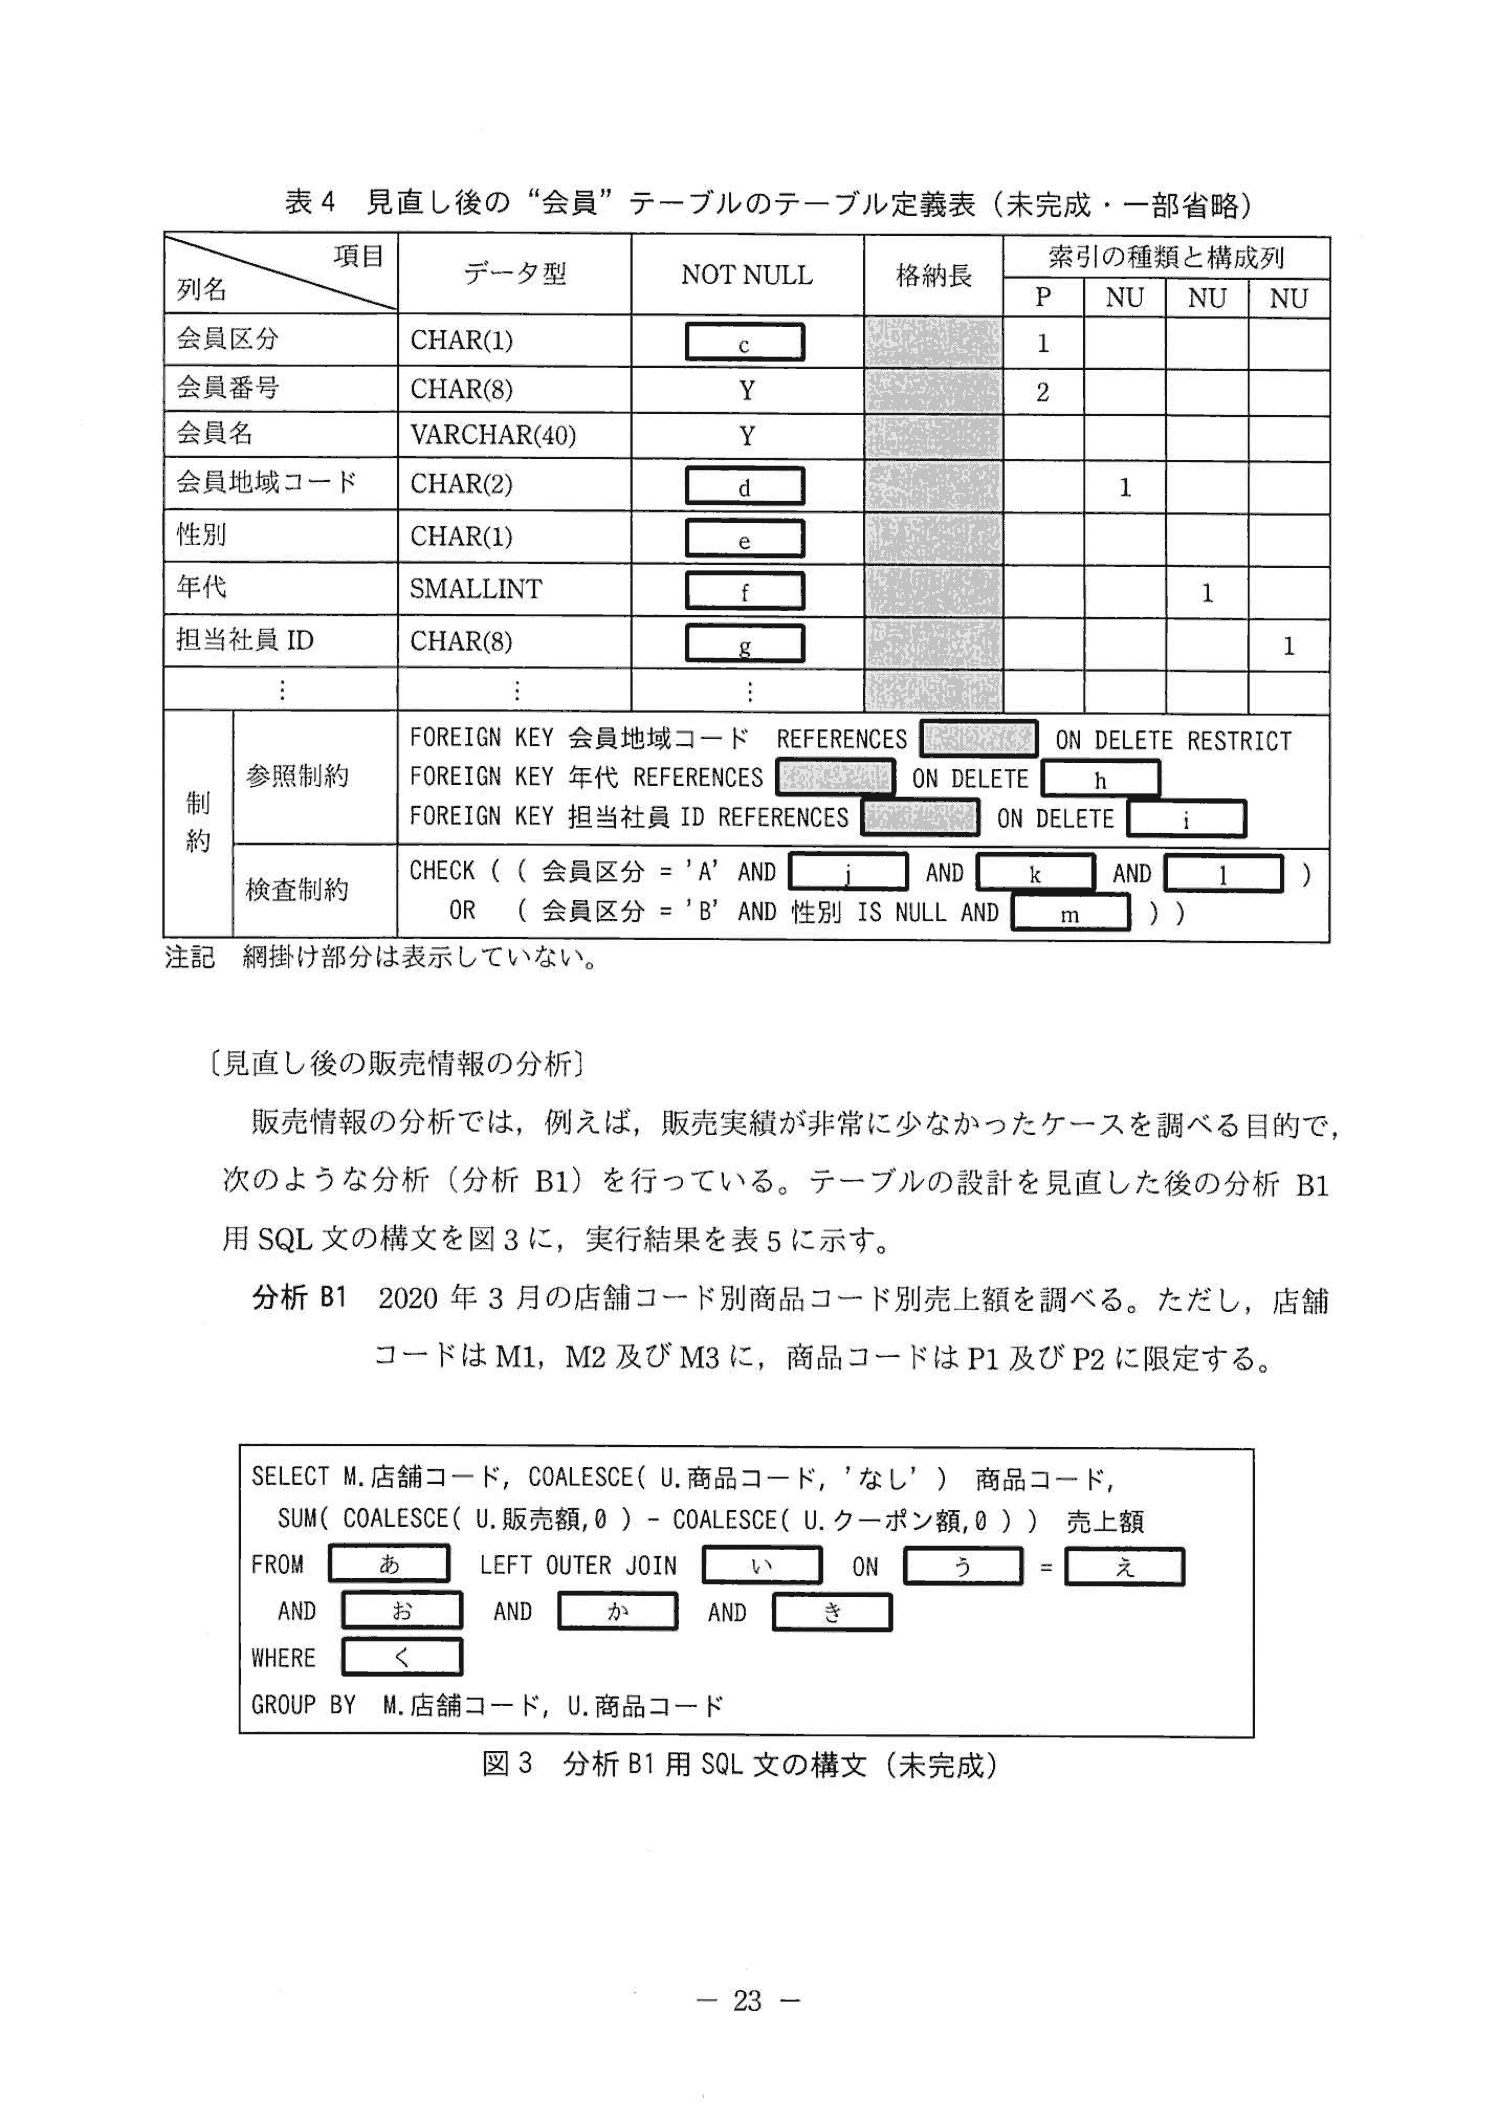 表4 見直し後の“会員”テーブルのテーブル定義表（未完成・一部省略）
項目
列名
データ型
NOT NULL
格納長
索引の種類と構成列
P NU NU NU
会員区分 CHAR(1) c 1
会員番号 CHAR(8) Y 2
会員名 VARCHAR(40) Y
会員地域コード CHAR(2) d 1
性別 CHAR(1) e
年代 SMALLINT f 1
担当社員 ID CHAR(8) g 1
⋮ ⋮ ⋮
制約
参照制約
FOREIGN KEY 会員地域コード REFERENCES ON DELETE RESTRICT
FOREIGN KEY 年代 REFERENCES ON DELETE h
FOREIGN KEY 担当社員 ID REFERENCES ON DELETE i
検査制約
CHECK ( ( 会員区分 = 'A' AND j AND k AND l )
OR ( 会員区分 = 'B' AND 性別 IS NULL AND m ) )
注記 網掛け部分は表示していない。
〔見直し後の販売情報の分析〕
販売情報の分析では，例えば，販売実績が非常に少なかったケースを調べる目的で，
次のような分析（分析 B1）を行っている。テーブルの設計を見直した後の分析 B1
用 SQL 文の構文を図 3 に，実行結果を表 5 に示す。
分析 B1 2020 年 3 月の店舗コード別商品コード別売上額を調べる。ただし，店舗
コードは M1，M2 及び M3 に，商品コードは P1 及び P2 に限定する。
SELECT M.店舗コード, COALESCE( U.商品コード, 'なし' ) 商品コード,
SUM( COALESCE( U.販売額,0 ) - COALESCE( U.クーポン額,0 ) ) 売上額
FROM あ LEFT OUTER JOIN い ON う = え
AND お AND か AND き
WHERE く
GROUP BY M.店舗コード, U.商品コード
図 3 分析 B1 用 SQL 文の構文（未完成）
－ 23 －